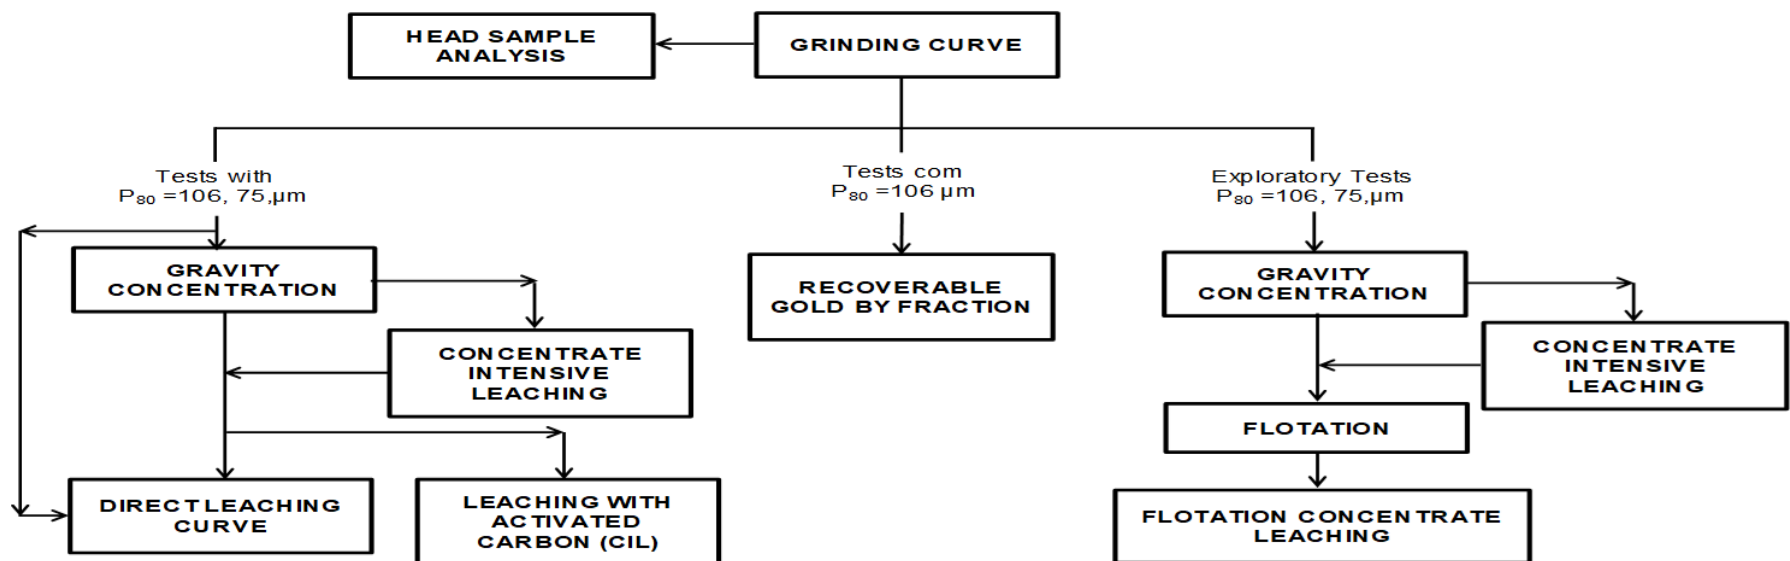 HEAD SAMPLE
ANALYSIS
GRINDING CURVE
Tests with
P₈₀ =106, 75,µm
Tests com
P₈₀ =106 µm
Exploratory Tests
P₈₀ =106, 75,µm
GRAVITY
CONCENTRATION
RECOVERABLE
GOLD BY FRACTION
GRAVITY
CONCENTRATION
CONCENTRATE
INTENSIVE
LEACHING
CONCENTRATE
INTENSIVE
LEACHING
FLOTATION
DIRECT LEACHING
CURVE
LEACHING WITH
ACTIVATED
CARBON (CIL)
FLOTATION CONCENTRATE
LEACHING